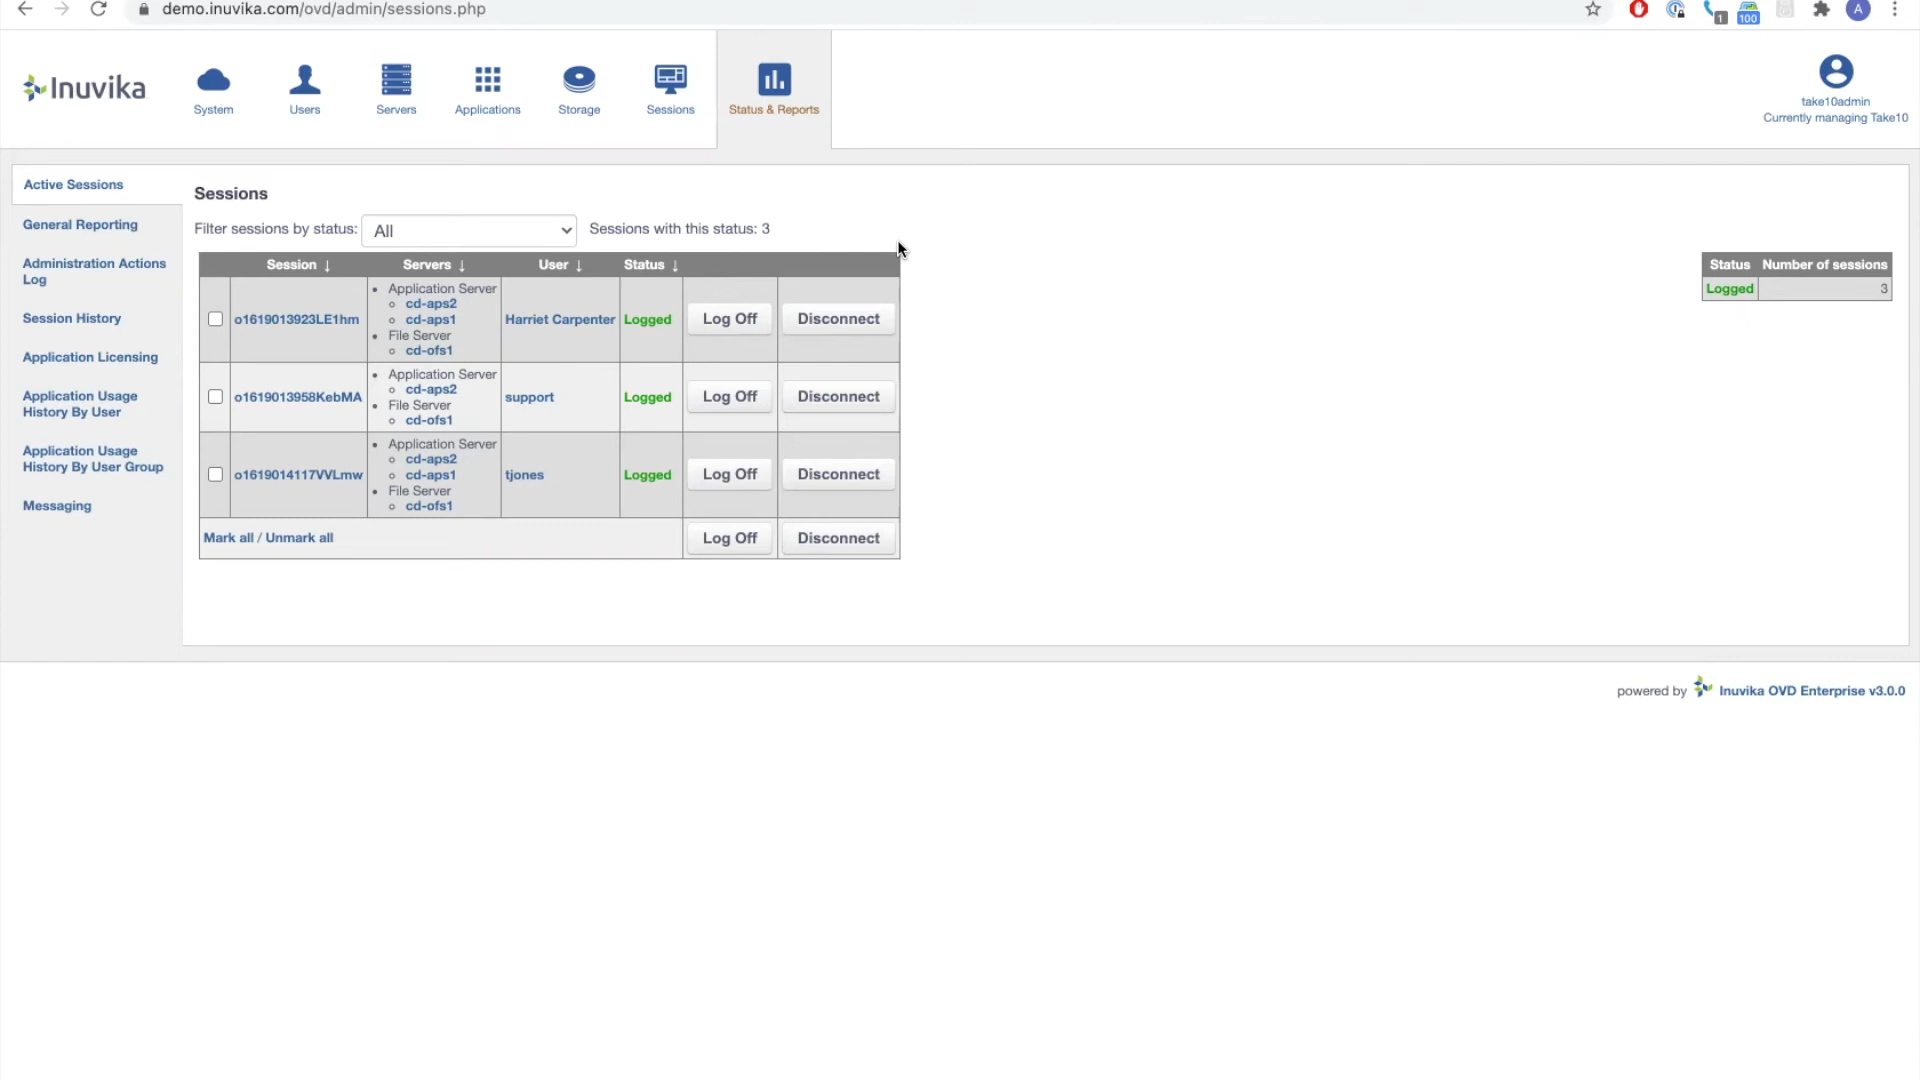 demo.inuvika.com/ovd/admin/sessions.php
1
100
A
Inuvika
System
Users
Servers
Applications
Storage
Sessions
Status & Reports
take10admin
Currently managing Take10
Active Sessions
General Reporting
Administration Actions
Log
Session History
Application Licensing
Application Usage
History By User
Application Usage
History By User Group
Messaging
Sessions
Filter sessions by status: All Sessions with this status: 3
Session ↓ Servers ↓ User ↓ Status ↓
o1619013923LE1hm
Application Server
cd-aps2
cd-aps1
File Server
cd-ofs1
Harriet Carpenter Logged Log Off Disconnect
o1619013958KebMA
Application Server
cd-aps2
File Server
cd-ofs1
support Logged Log Off Disconnect
o1619014117VVLmw
Application Server
cd-aps2
cd-aps1
File Server
cd-ofs1
tjones Logged Log Off Disconnect
Mark all / Unmark all Log Off Disconnect
Status Number of sessions
Logged 3
powered by Inuvika OVD Enterprise v3.0.0